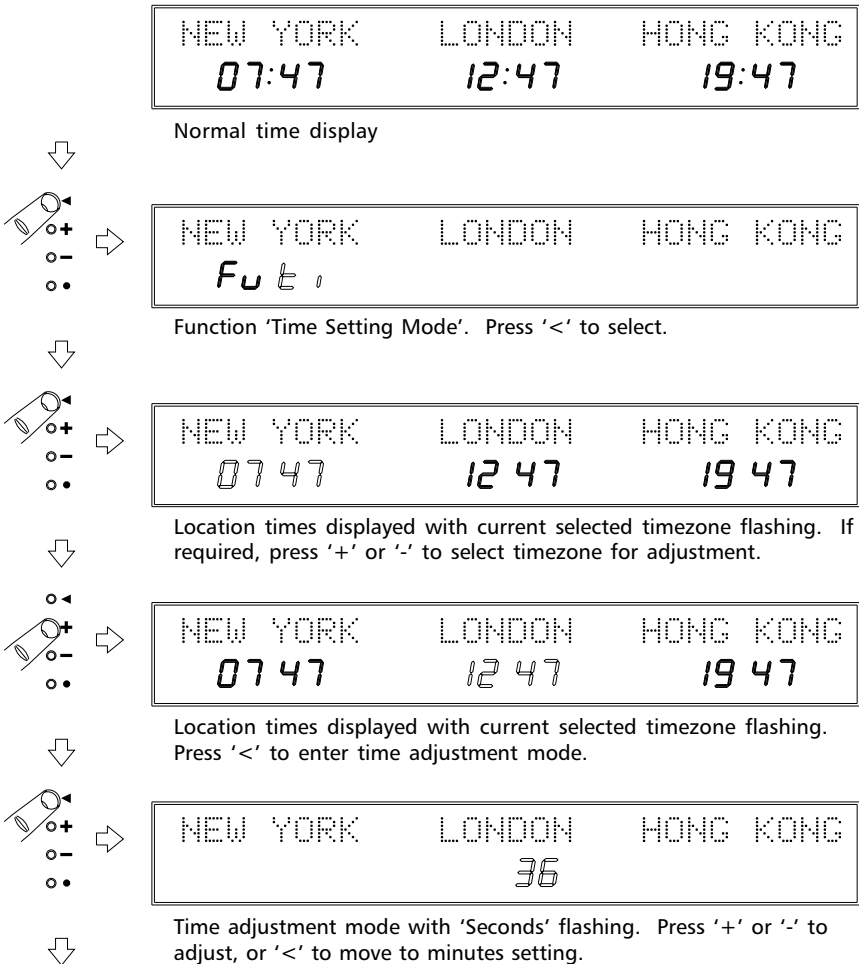 NEW YORK LONDON HONG KONG
07:47 12:47 19:47
Normal time display
+
–
NEW YORK LONDON HONG KONG
Fu ti
Function ‘Time Setting Mode’. Press ‘<’ to select.
+
–
NEW YORK LONDON HONG KONG
07 47 12 47 19 47
Location times displayed with current selected timezone flashing. If
required, press ‘+’ or ‘-’ to select timezone for adjustment.
+
–
NEW YORK LONDON HONG KONG
07 47 12 47 19 47
Location times displayed with current selected timezone flashing.
Press ‘<’ to enter time adjustment mode.
+
–
NEW YORK LONDON HONG KONG
36
Time adjustment mode with ‘Seconds’ flashing. Press ‘+’ or ‘-’ to
adjust, or ‘<’ to move to minutes setting.